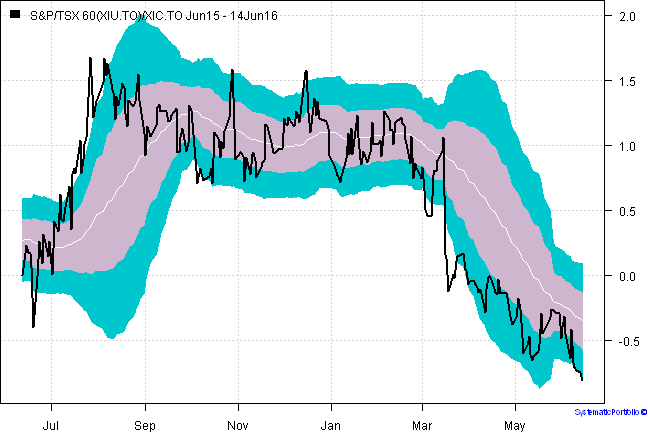 S&P/TSX 60(XIU.TO)/XIC.TO Jun15 - 14Jun16
2.0
1.5
1.0
0.5
0.0
-0.5
Jul Sep Nov Jan Mar May
SystematicPortfolio ©